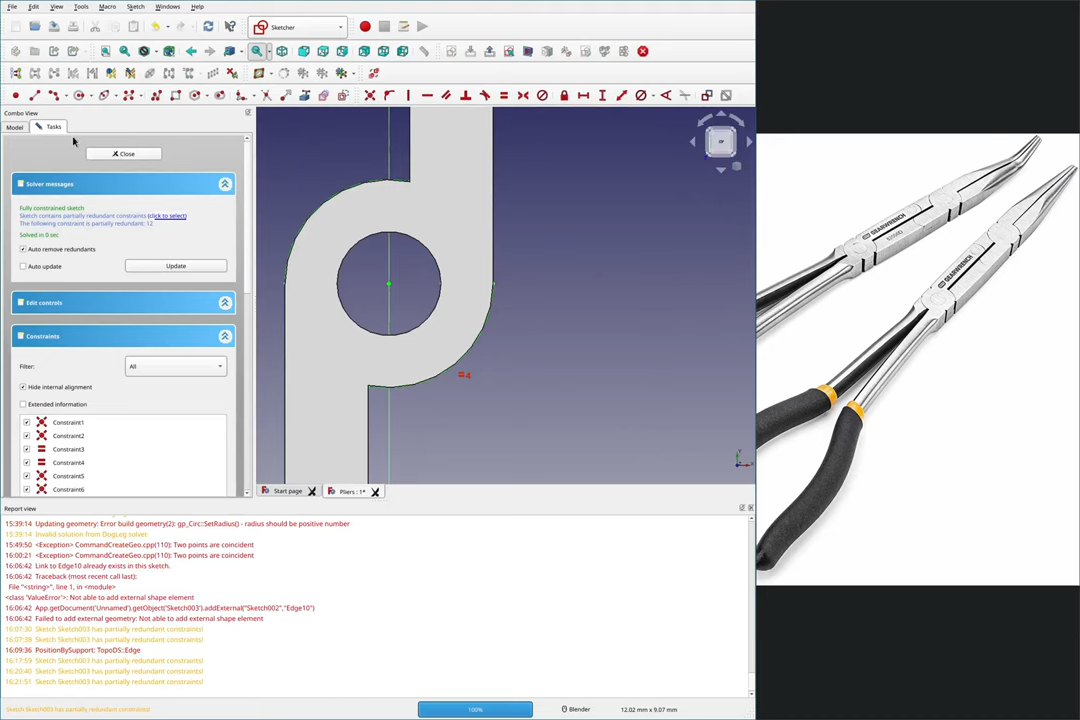 File Edit View Tools Macro Sketch Windows Help
Sketcher
Combo View
Model Tasks
Close
Solver messages
Fully constrained sketch
Sketch contains partially redundant constraints (click to select)
The following constraint is partially redundant: 12
Solved in 0 sec
Auto remove redundants
Auto update Update
Edit controls
Constraints
Filter: All
Hide internal alignment
Extended information
Constraint1
Constraint2
Constraint3
Constraint4
Constraint5
Constraint6
4
Start page Pliers : 1*
GEARWRENCH
GEARWRENCH
Report view
15:39:14 Updating geometry: Error build geometry(2): gp_Circ::SetRadius() - radius should be positive number
15:39:14 Invalid solution from DogLeg solver.
15:49:50 <Exception> CommandCreateGeo.cpp(110): Two points are coincident
16:00:21 <Exception> CommandCreateGeo.cpp(110): Two points are coincident
16:06:42 Link to Edge10 already exists in this sketch.
16:06:42 Traceback (most recent call last):
File "<string>", line 1, in <module>
<class 'ValueError'>: Not able to add external shape element
16:06:42 App.getDocument('Unnamed').getObject('Sketch003').addExternal("Sketch002","Edge10")
16:06:42 Failed to add external geometry: Not able to add external shape element
16:07:30 Sketch Sketch003 has partially redundant constraints!
16:07:38 Sketch Sketch003 has partially redundant constraints!
16:09:36 PositionBySupport: TopoDS::Edge
16:17:59 Sketch Sketch003 has partially redundant constraints!
16:20:40 Sketch Sketch003 has partially redundant constraints!
16:21:51 Sketch Sketch003 has partially redundant constraints!
Sketch Sketch003 has partially redundant constraints!
100%
Blender
12.02 mm x 9.07 mm